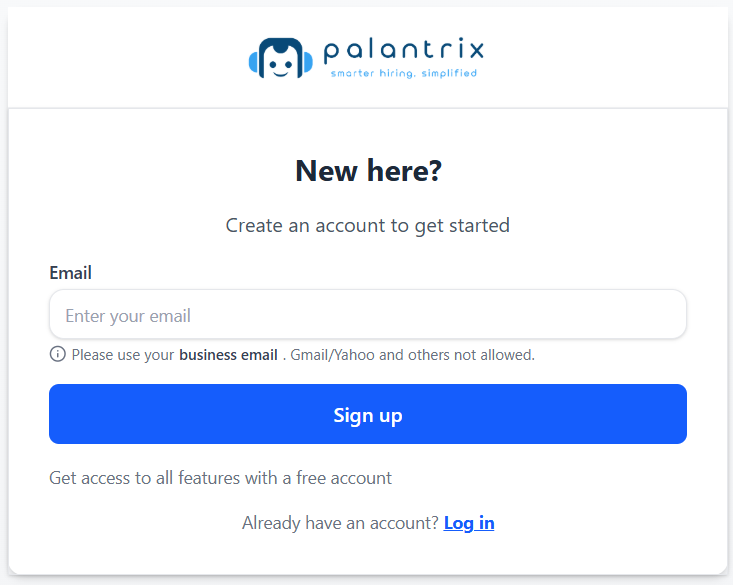 palantrix
smarter hiring, simplified
New here?
Create an account to get started
Email
Enter your email
Please use your business email . Gmail/Yahoo and others not allowed.
Sign up
Get access to all features with a free account
Already have an account? Log in